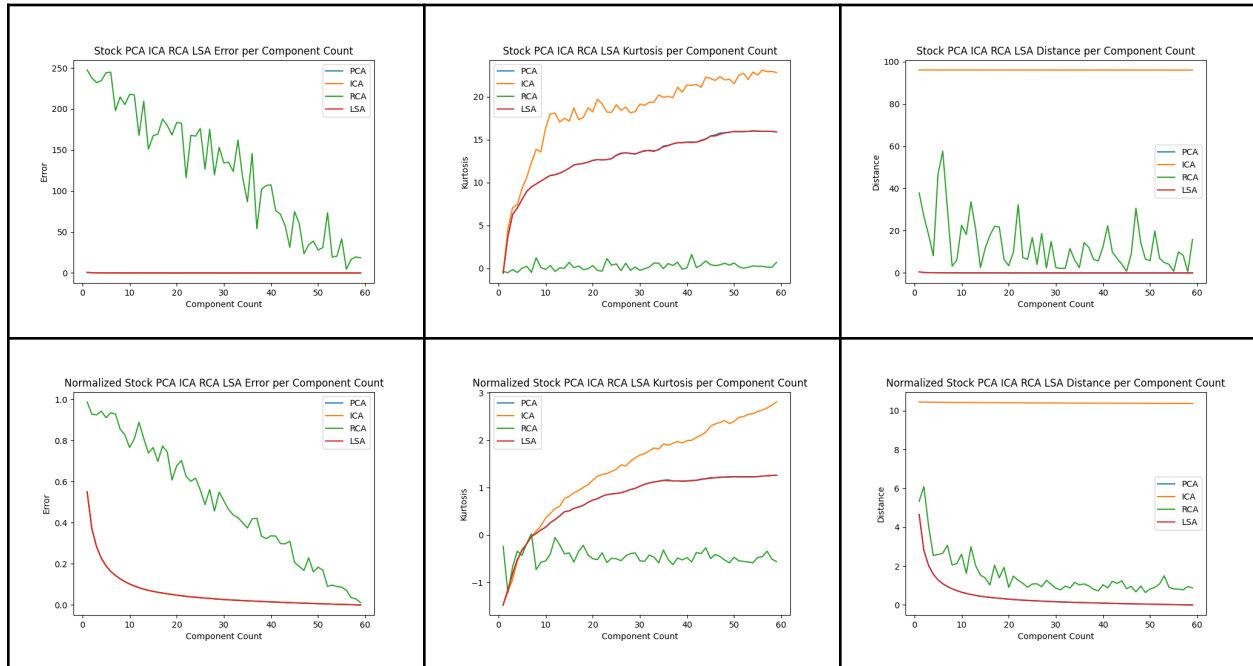 Stock PCA ICA RCA LSA Error per Component Count
250
200
150
100
50
0
Error
PCA
ICA
RCA
LSA
0 10 20 30 40 50 60
Component Count
Stock PCA ICA RCA LSA Kurtosis per Component Count
20
15
10
5
0
Kurtosis
PCA
ICA
RCA
LSA
0 10 20 30 40 50 60
Component Count
Stock PCA ICA RCA LSA Distance per Component Count
100
80
60
40
20
0
Distance
PCA
ICA
RCA
LSA
0 10 20 30 40 50 60
Component Count
Normalized Stock PCA ICA RCA LSA Error per Component Count
1.0
0.8
0.6
0.4
0.2
0.0
Error
PCA
ICA
RCA
LSA
0 10 20 30 40 50 60
Component Count
Normalized Stock PCA ICA RCA LSA Kurtosis per Component Count
3
2
1
0
−1
Kurtosis
PCA
ICA
RCA
LSA
0 10 20 30 40 50 60
Component Count
Normalized Stock PCA ICA RCA LSA Distance per Component Count
10
8
6
4
2
0
Distance
PCA
ICA
RCA
LSA
0 10 20 30 40 50 60
Component Count